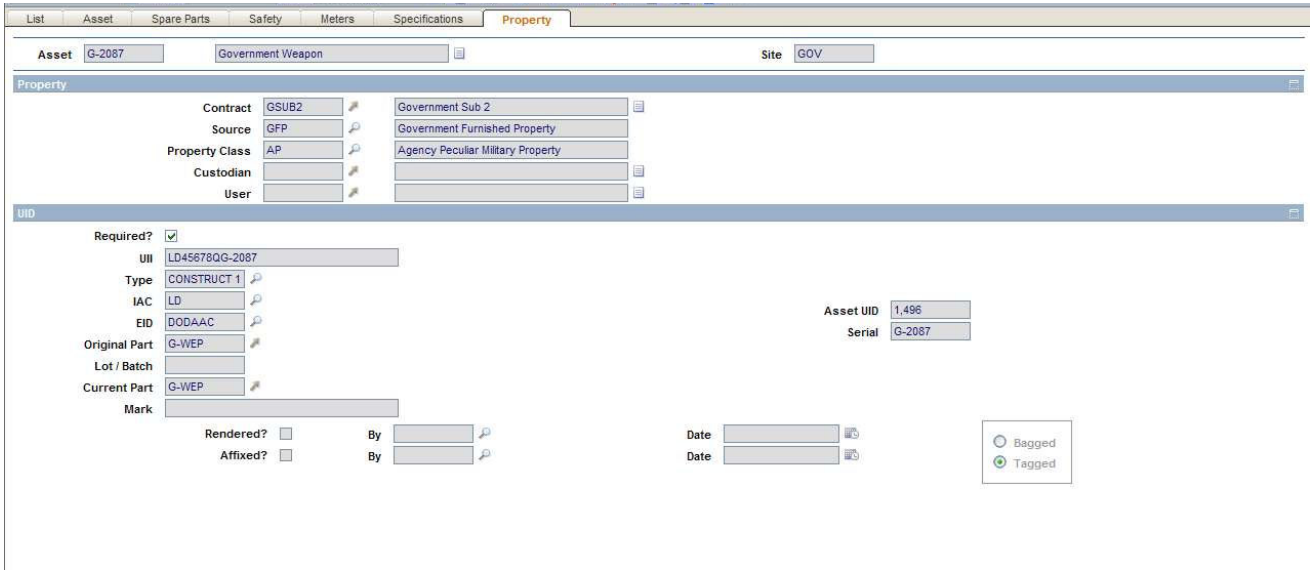 List Asset Spare Parts Safety Meters Specifications Property
Asset G-2087 Government Weapon Site GOV
Property
Contract GSUB2 Government Sub 2
Source GFP Government Furnished Property
Property Class AP Agency Peculiar Military Property
Custodian
User
UID
Required?
UII LD45678QG-2087
Type CONSTRUCT 1
IAC LD
Asset UID 1,496
EID DODAAC
Serial G-2087
Original Part G-WEP
Lot / Batch
Current Part G-WEP
Mark
Rendered? By Date
Bagged
Affixed? By Date
Tagged